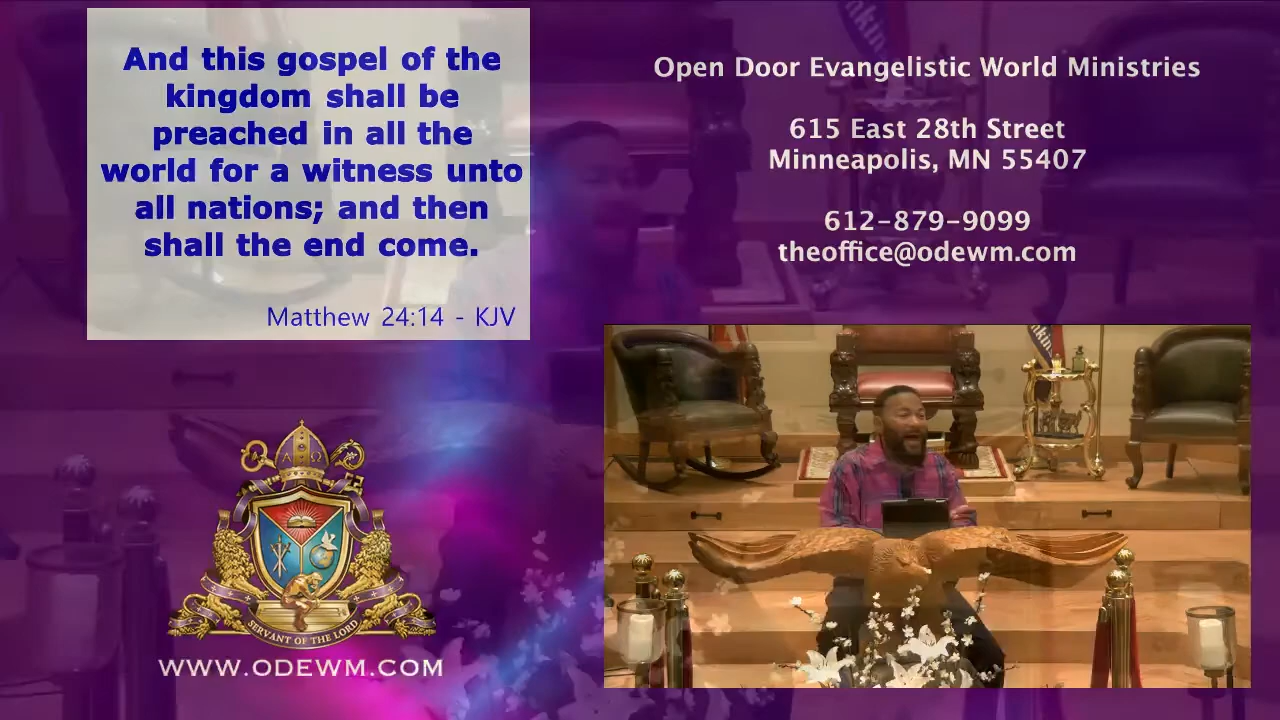 And this gospel of the
kingdom shall be
preached in all the
world for a witness unto
all nations; and then
shall the end come.
Matthew 24:14 - KJV
Open Door Evangelistic World Ministries
615 East 28th Street
Minneapolis, MN 55407
612-879-9099
theoffice@odewm.com
A Ω
SERVANT OF THE LORD
WWW.ODEWM.COM